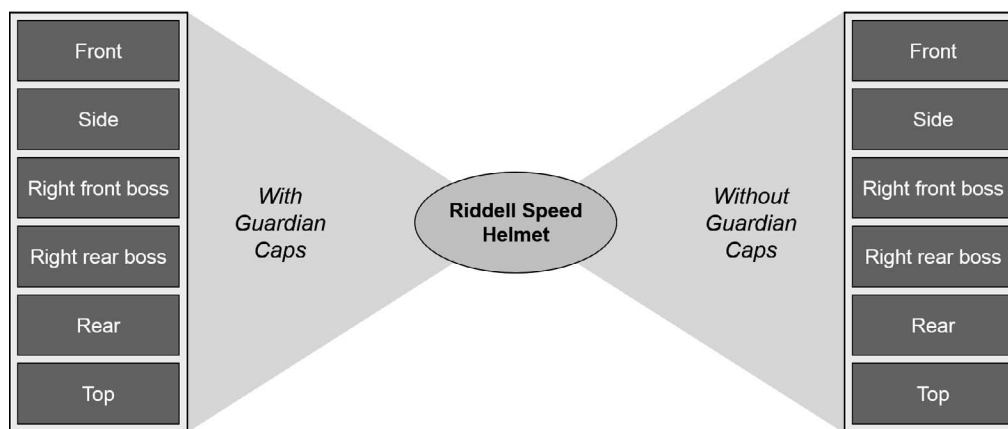 Front
Side
Right front boss
Right rear boss
Rear
Top
With
Guardian
Caps
Riddell Speed
Helmet
Without
Guardian
Caps
Front
Side
Right front boss
Right rear boss
Rear
Top